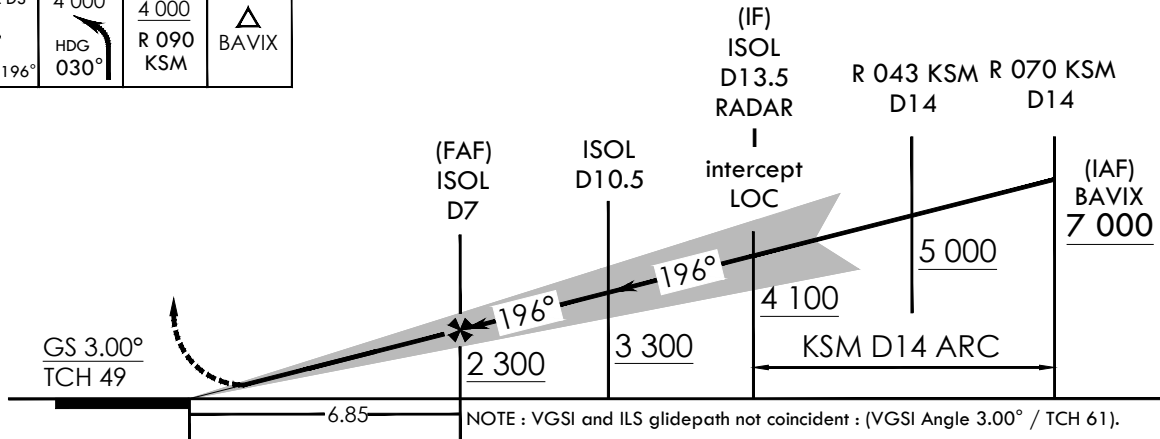 4 000
HDG
030°
196°
4 000
R 090
KSM
BAVIX
(IF)
ISOL
D13.5
RADAR
intercept
LOC
R 043 KSM
D14
R 070 KSM
D14
(FAF)
ISOL
D7
ISOL
D10.5
(IAF)
BAVIX
7 000
5 000
196°
196°
4 100
3 300
2 300
KSM D14 ARC
GS 3.00°
TCH 49
6.85
NOTE : VGSI and ILS glidepath not coincident : (VGSI Angle 3.00° / TCH 61).